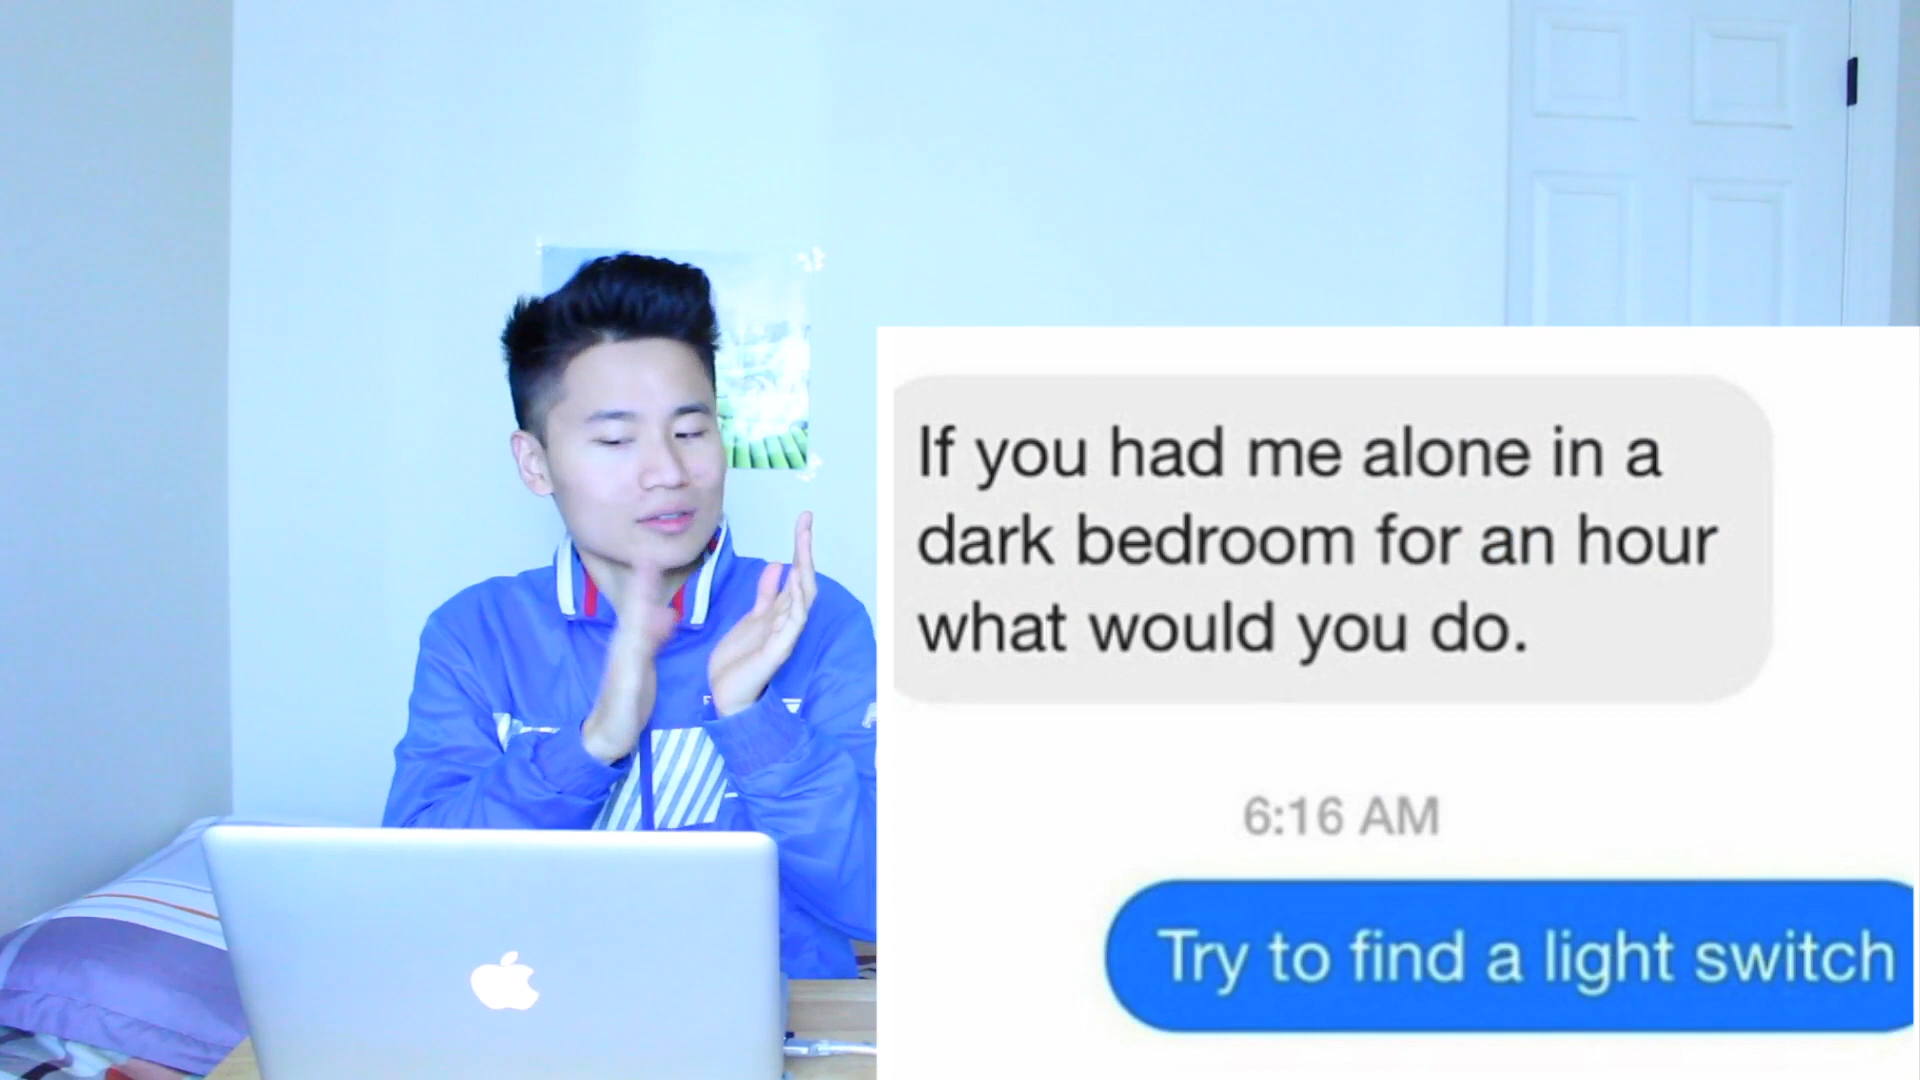 If you had me alone in a
dark bedroom for an hour
what would you do.
6:16 AM
Try to find a light switch